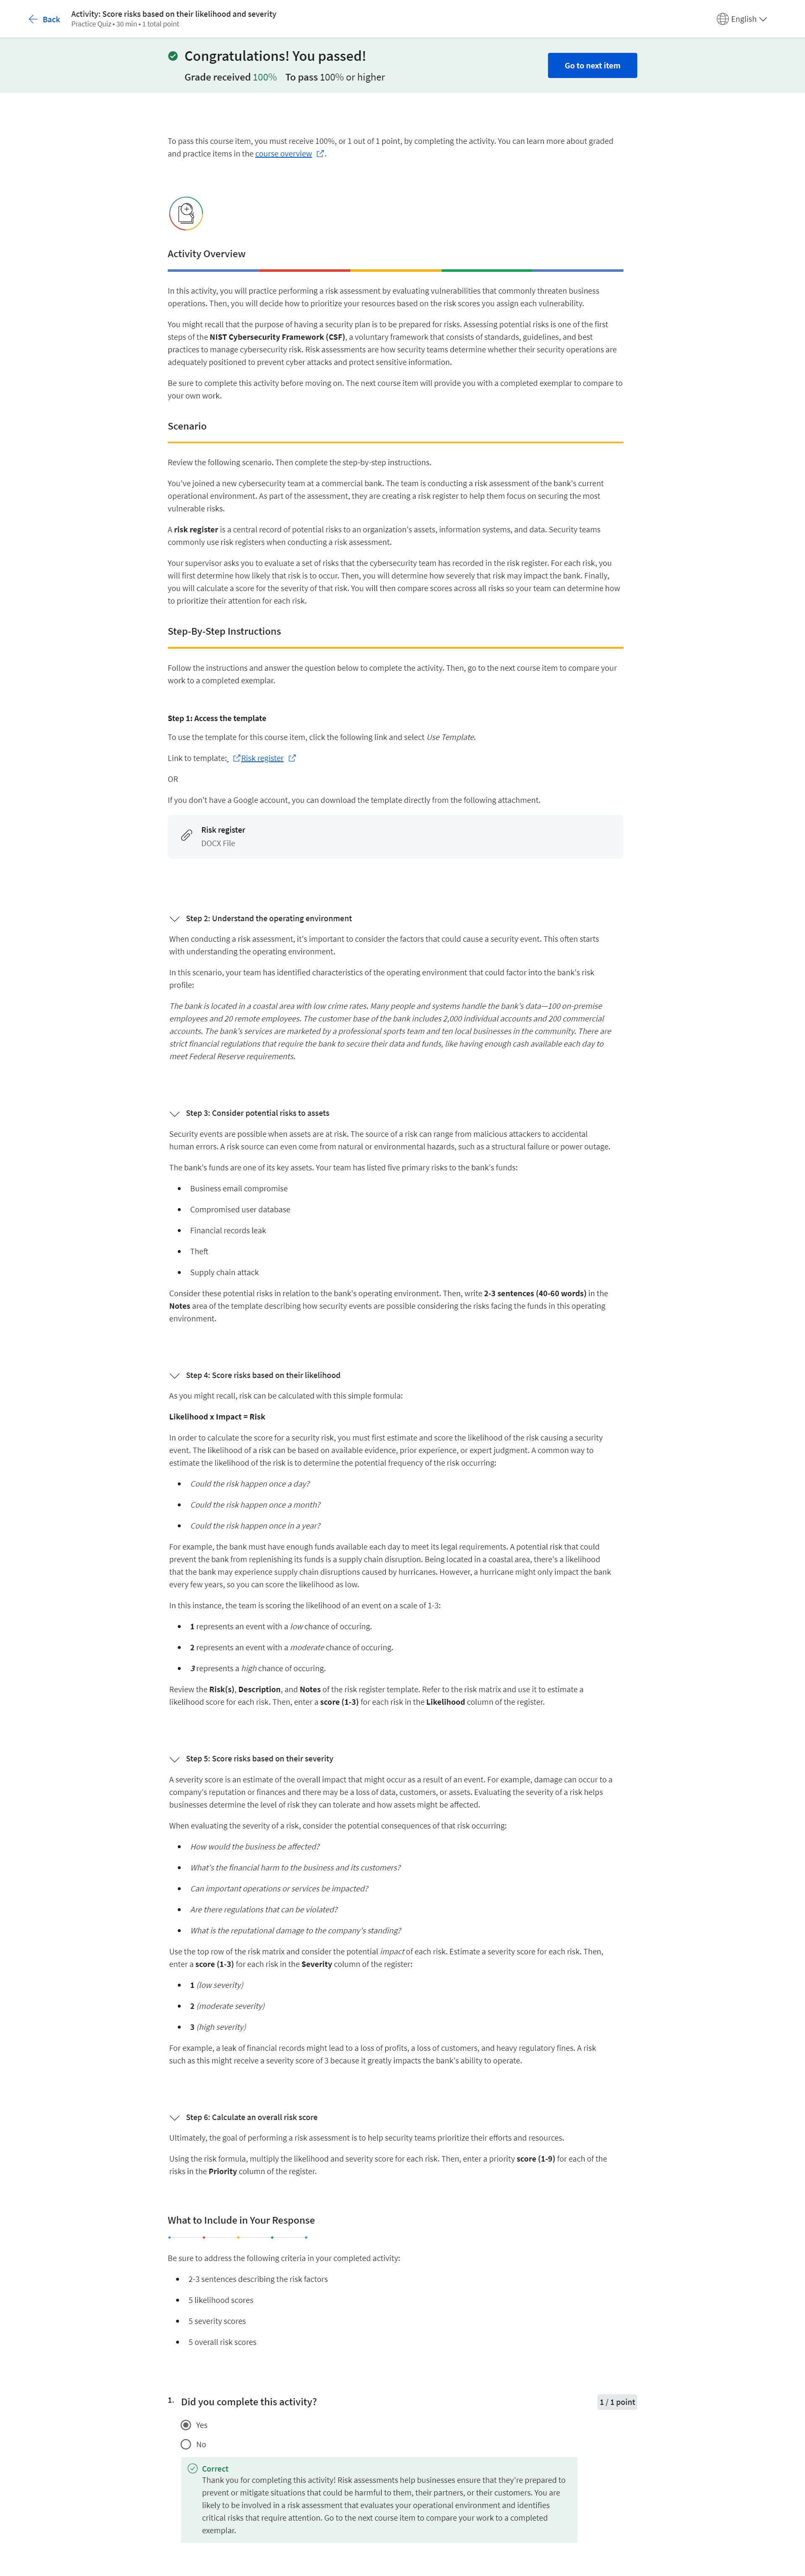 Back
Activity: Score risks based on their likelihood and severity
Practice Quiz • 30 min • 1 total point
English
Congratulations! You passed!
Grade received 100% To pass 100% or higher
Go to next item
To pass this course item, you must receive 100%, or 1 out of 1 point, by completing the activity. You can learn more about graded
and practice items in the course overview .
Activity Overview
In this activity, you will practice performing a risk assessment by evaluating vulnerabilities that commonly threaten business
operations. Then, you will decide how to prioritize your resources based on the risk scores you assign each vulnerability.
You might recall that the purpose of having a security plan is to be prepared for risks. Assessing potential risks is one of the first
steps of the NIST Cybersecurity Framework (CSF), a voluntary framework that consists of standards, guidelines, and best
practices to manage cybersecurity risk. Risk assessments are how security teams determine whether their security operations are
adequately positioned to prevent cyber attacks and protect sensitive information.
Be sure to complete this activity before moving on. The next course item will provide you with a completed exemplar to compare to
your own work.
Scenario
Review the following scenario. Then complete the step-by-step instructions.
You've joined a new cybersecurity team at a commercial bank. The team is conducting a risk assessment of the bank's current
operational environment. As part of the assessment, they are creating a risk register to help them focus on securing the most
vulnerable risks.
A risk register is a central record of potential risks to an organization's assets, information systems, and data. Security teams
commonly use risk registers when conducting a risk assessment.
Your supervisor asks you to evaluate a set of risks that the cybersecurity team has recorded in the risk register. For each risk, you
will first determine how likely that risk is to occur. Then, you will determine how severely that risk may impact the bank. Finally,
you will calculate a score for the severity of that risk. You will then compare scores across all risks so your team can determine how
to prioritize their attention for each risk.
Step-By-Step Instructions
Follow the instructions and answer the question below to complete the activity. Then, go to the next course item to compare your
work to a completed exemplar.
Step 1: Access the template
To use the template for this course item, click the following link and select Use Template.
Link to template: Risk register
OR
If you don't have a Google account, you can download the template directly from the following attachment.
Risk register
DOCX File
Step 2: Understand the operating environment
When conducting a risk assessment, it's important to consider the factors that could cause a security event. This often starts
with understanding the operating environment.
In this scenario, your team has identified characteristics of the operating environment that could factor into the bank's risk
profile:
The bank is located in a coastal area with low crime rates. Many people and systems handle the bank's data—100 on-premise
employees and 20 remote employees. The customer base of the bank includes 2,000 individual accounts and 200 commercial
accounts. The bank's services are marketed by a professional sports team and ten local businesses in the community. There are
strict financial regulations that require the bank to secure their data and funds, like having enough cash available each day to
meet Federal Reserve requirements.
Step 3: Consider potential risks to assets
Security events are possible when assets are at risk. The source of a risk can range from malicious attackers to accidental
human errors. A risk source can even come from natural or environmental hazards, such as a structural failure or power outage.
The bank's funds are one of its key assets. Your team has listed five primary risks to the bank's funds:
• Business email compromise
• Compromised user database
• Financial records leak
• Theft
• Supply chain attack
Consider these potential risks in relation to the bank's operating environment. Then, write 2-3 sentences (40-60 words) in the
Notes area of the template describing how security events are possible considering the risks facing the funds in this operating
environment.
Step 4: Score risks based on their likelihood
As you might recall, risk can be calculated with this simple formula:
Likelihood x Impact = Risk
In order to calculate the score for a security risk, you must first estimate and score the likelihood of the risk causing a security
event. The likelihood of a risk can be based on available evidence, prior experience, or expert judgment. A common way to
estimate the likelihood of the risk is to determine the potential frequency of the risk occurring:
• Could the risk happen once a day?
• Could the risk happen once a month?
• Could the risk happen once in a year?
For example, the bank must have enough funds available each day to meet its legal requirements. A potential risk that could
prevent the bank from replenishing its funds is a supply chain disruption. Being located in a coastal area, there's a likelihood
that the bank may experience supply chain disruptions caused by hurricanes. However, a hurricane might only impact the bank
every few years, so you can score the likelihood as low.
In this instance, the team is scoring the likelihood of an event on a scale of 1-3:
• 1 represents an event with a low chance of occuring.
• 2 represents an event with a moderate chance of occuring.
• 3 represents a high chance of occuring.
Review the Risk(s), Description, and Notes of the risk register template. Refer to the risk matrix and use it to estimate a
likelihood score for each risk. Then, enter a score (1-3) for each risk in the Likelihood column of the register.
Step 5: Score risks based on their severity
A severity score is an estimate of the overall impact that might occur as a result of an event. For example, damage can occur to a
company's reputation or finances and there may be a loss of data, customers, or assets. Evaluating the severity of a risk helps
businesses determine the level of risk they can tolerate and how assets might be affected.
When evaluating the severity of a risk, consider the potential consequences of that risk occurring:
• How would the business be affected?
• What's the financial harm to the business and its customers?
• Can important operations or services be impacted?
• Are there regulations that can be violated?
• What is the reputational damage to the company's standing?
Use the top row of the risk matrix and consider the potential impact of each risk. Estimate a severity score for each risk. Then,
enter a score (1-3) for each risk in the Severity column of the register:
• 1 (low severity)
• 2 (moderate severity)
• 3 (high severity)
For example, a leak of financial records might lead to a loss of profits, a loss of customers, and heavy regulatory fines. A risk
such as this might receive a severity score of 3 because it greatly impacts the bank's ability to operate.
Step 6: Calculate an overall risk score
Ultimately, the goal of performing a risk assessment is to help security teams prioritize their efforts and resources.
Using the risk formula, multiply the likelihood and severity score for each risk. Then, enter a priority score (1-9) for each of the
risks in the Priority column of the register.
What to Include in Your Response
Be sure to address the following criteria in your completed activity:
• 2-3 sentences describing the risk factors
• 5 likelihood scores
• 5 severity scores
• 5 overall risk scores
1. Did you complete this activity?
1 / 1 point
Yes
No
Correct
Thank you for completing this activity! Risk assessments help businesses ensure that they're prepared to
prevent or mitigate situations that could be harmful to them, their partners, or their customers. You are
likely to be involved in a risk assessment that evaluates your operational environment and identifies
critical risks that require attention. Go to the next course item to compare your work to a completed
exemplar.